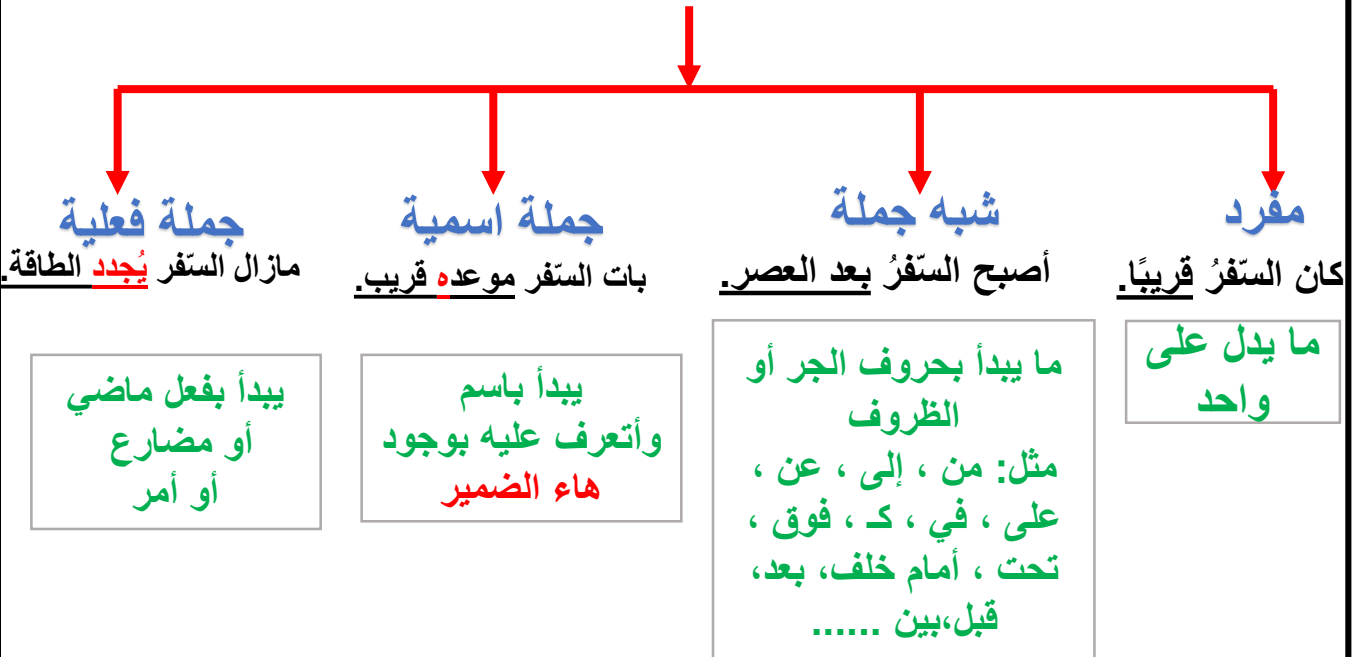 مفرد
كان السّفرُ قريبًا.
ما يدل على
واحد
شبه جملة
أصبح السّفرُ بعد العصر.
ما يبدأ بحروف الجر أو
الظروف
مثل: من ، إلى ، عن ،
على ، في ، كـ ، فوق ،
تحت ، أمام خلف، بعد،
قبل،بين ......
جملة اسمية
بات السّفر موعده قريب.
يبدأ باسم
وأتعرف عليه بوجود
هاء الضمير
جملة فعلية
مازال السّفر يُجدد الطاقة.
يبدأ بفعل ماضي
أو مضارع
أو أمر